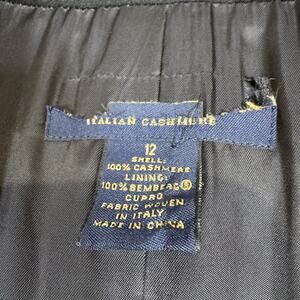 ITALIAN CASHMERE
12
SHELL:
100% CASHMERE
LINING:
100% BEMBERG®
CUPRO
FABRIC WOVEN
IN ITALY
MADE IN CHINA